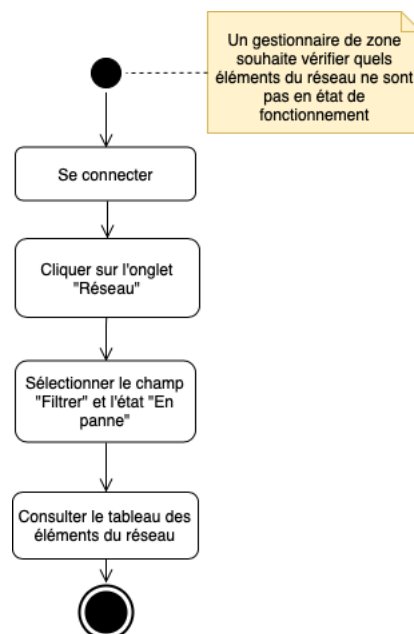 Un gestionnaire de zone
souhaite vérifier quels
éléments du réseau ne sont
pas en état de
fonctionnement
Se connecter
Cliquer sur l'onglet
"Réseau"
Sélectionner le champ
"Filtrer" et l'état "En
panne"
Consulter le tableau des
éléments du réseau